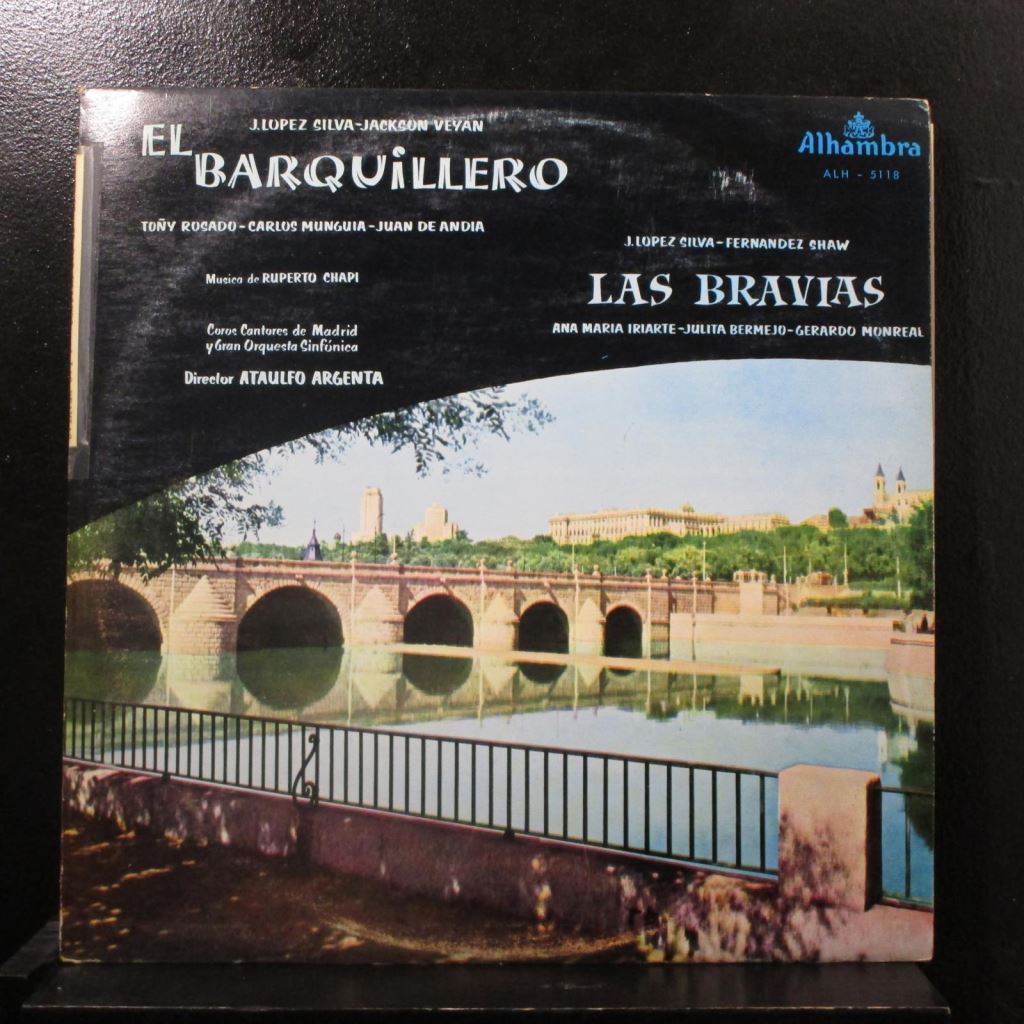 J.LOPEZ SILVA-JACKSON VEYAN
EL
BARQUiLLERO
TOÑY ROSADO-CARLOS MUNGUIA-JUAN DE ANDIA
Musica de RUPERTO CHAPI
Coros Cantores de Madrid
y Gran Orquesta Sinfónica
Director ATAULFO ARGENTA
Alhambra
ALH - 5118
J.LOPEZ SILVA-FERNANDEZ SHAW
LAS BRAVIAS
ANA MARIA IRIARTE-JULITA BERMEJO-GERARDO MONREAL